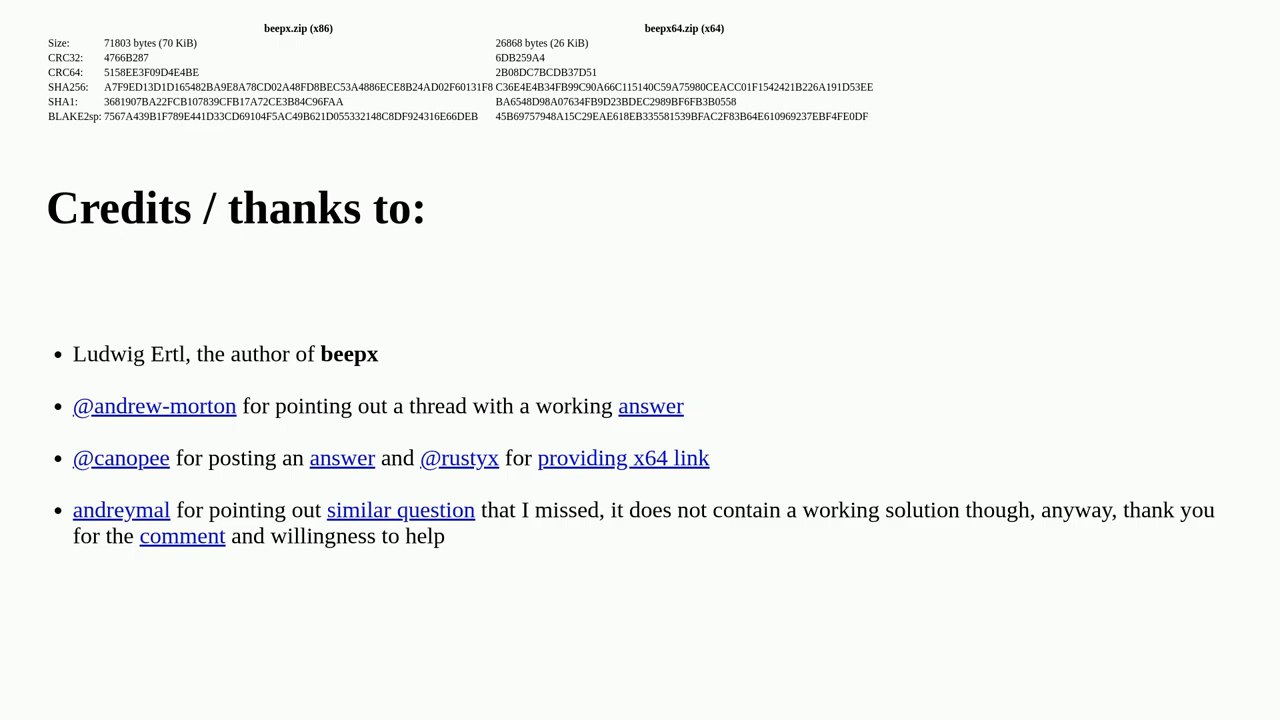 beepx.zip (x86) beepx64.zip (x64)
Size: 71803 bytes (70 KiB) 26868 bytes (26 KiB)
CRC32: 4766B287 6DB259A4
CRC64: 5158EE3F09D4E4BE 2B08DC7BCDB37D51
SHA256: A7F9ED13D1D165482BA9E8A78CD02A48FD8BEC53A4886ECE8B24AD02F60131F8 C36E4E4B34FB99C90A66C115140C59A75980CEACC01F1542421B226A191D53EE
SHA1: 3681907BA22FCB107839CFB17A72CE3B84C96FAA BA6548D98A07634FB9D23BDEC2989BF6FB3B0558
BLAKE2sp: 7567A439B1F789E441D33CD69104F5AC49B621D055332148C8DF924316E66DEB 45B69757948A15C29EAE618EB335581539BFAC2F83B64E610969237EBF4FE0DF
Credits / thanks to:
• Ludwig Ertl, the author of beepx
• @andrew-morton for pointing out a thread with a working answer
• @canopee for posting an answer and @rustyx for providing x64 link
• andreymal for pointing out similar question that I missed, it does not contain a working solution though, anyway, thank you
for the comment and willingness to help